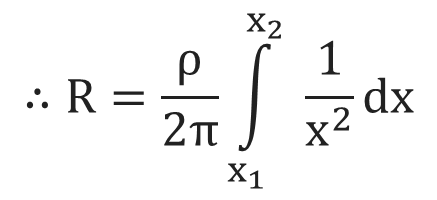 ∴ R = ρ/2π ∫_{x₁}^{x₂} 1/x² dx